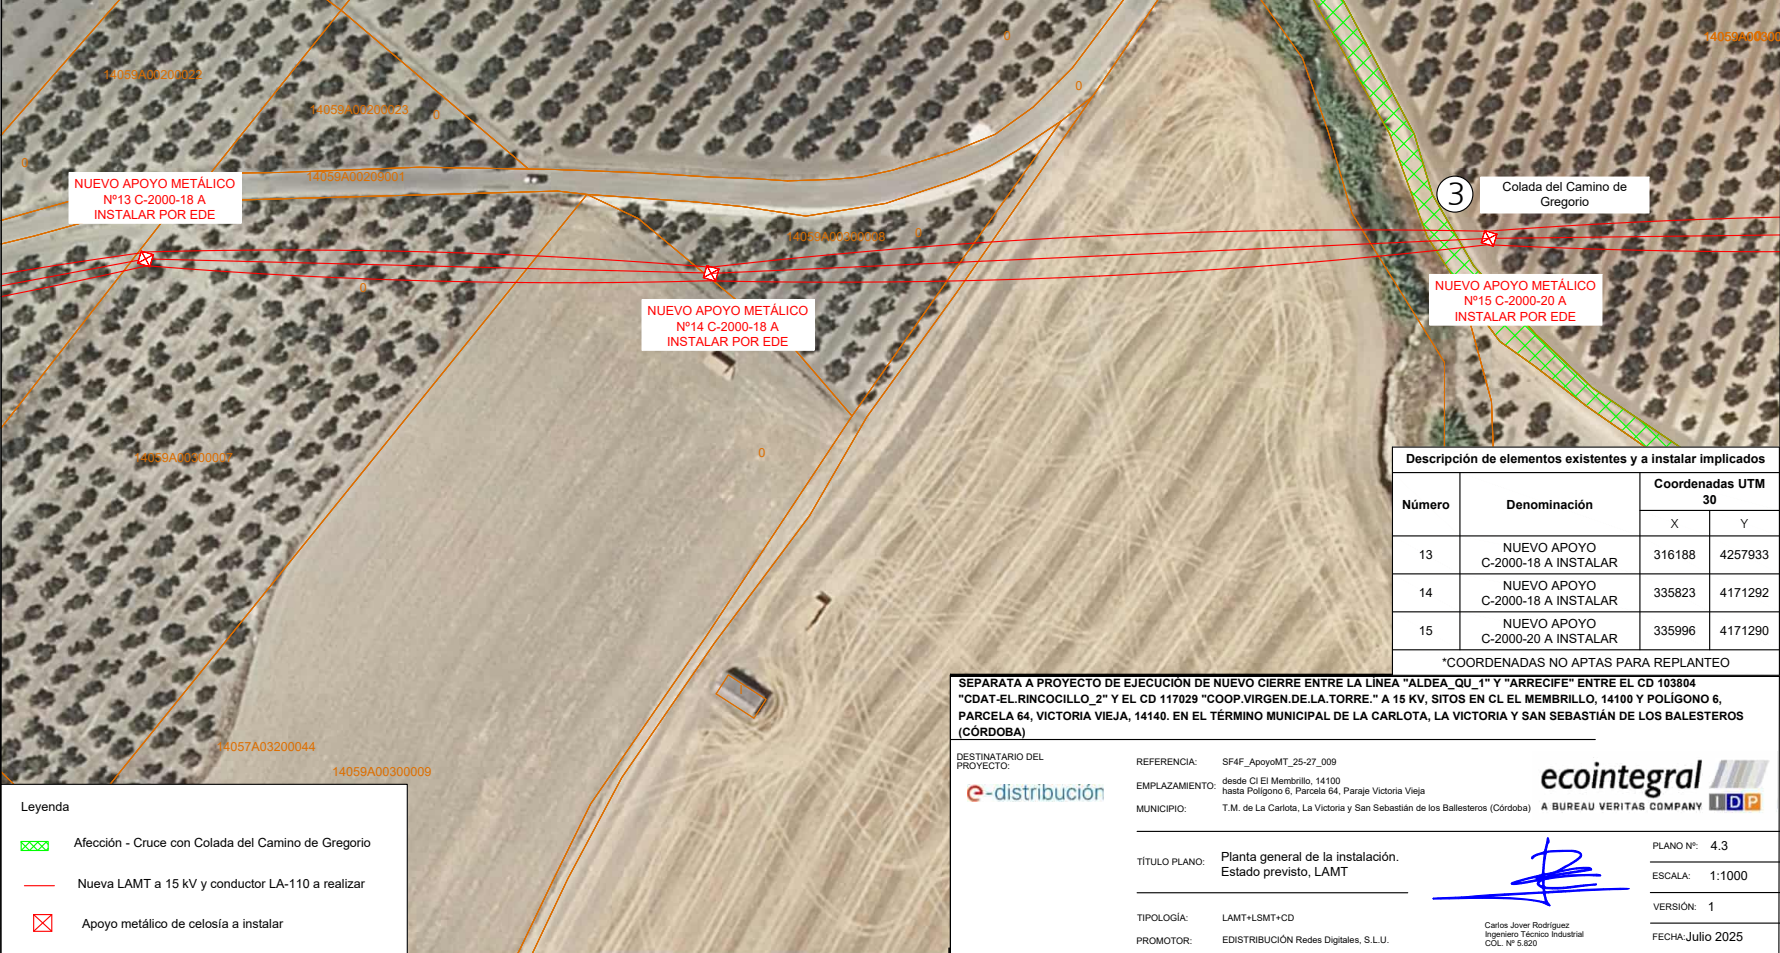 14059A00200022
14059A00200023
0
0
0
0
14059A00300
14059A00209001
NUEVO APOYO METÁLICO
Nº13 C-2000-18 A
INSTALAR POR EDE
3
Colada del Camino de
Gregorio
14059A00300008
0
0
NUEVO APOYO METÁLICO
Nº14 C-2000-18 A
INSTALAR POR EDE
NUEVO APOYO METÁLICO
Nº15 C-2000-20 A
INSTALAR POR EDE
14059A00300007
0
14057A03200044
14059A00300009
Descripción de elementos existentes y a instalar implicados
Número
Denominación
Coordenadas UTM
30
X
Y
13
NUEVO APOYO
C-2000-18 A INSTALAR
316188
4257933
14
NUEVO APOYO
C-2000-18 A INSTALAR
335823
4171292
15
NUEVO APOYO
C-2000-20 A INSTALAR
335996
4171290
*COORDENADAS NO APTAS PARA REPLANTEO
Leyenda
Afección - Cruce con Colada del Camino de Gregorio
Nueva LAMT a 15 kV y conductor LA-110 a realizar
Apoyo metálico de celosía a instalar
SEPARATA A PROYECTO DE EJECUCIÓN DE NUEVO CIERRE ENTRE LA LÍNEA "ALDEA_QU_1" Y "ARRECIFE" ENTRE EL CD 103804
"CDAT-EL.RINCOCILLO_2" Y EL CD 117029 "COOP.VIRGEN.DE.LA.TORRE." A 15 KV, SITOS EN CL EL MEMBRILLO, 14100 Y POLÍGONO 6,
PARCELA 64, VICTORIA VIEJA, 14140. EN EL TÉRMINO MUNICIPAL DE LA CARLOTA, LA VICTORIA Y SAN SEBASTIÁN DE LOS BALESTEROS
(CÓRDOBA)
DESTINATARIO DEL
PROYECTO:
e-distribución
REFERENCIA: SF4F_ApoyoMT_25-27_009
EMPLAZAMIENTO: desde Cl El Membrillo, 14100
hasta Polígono 6, Parcela 64, Paraje Victoria Vieja
MUNICIPIO: T.M. de La Carlota, La Victoria y San Sebastián de los Ballesteros (Córdoba)
ecointegral
A BUREAU VERITAS COMPANY
IDP
TÍTULO PLANO: Planta general de la instalación.
Estado previsto, LAMT
TIPOLOGÍA: LAMT+LSMT+CD
PROMOTOR: EDISTRIBUCIÓN Redes Digitales, S.L.U.
Carlos Jover Rodríguez
Ingeniero Técnico Industrial
COL. Nº 5.820
PLANO Nº: 4.3
ESCALA: 1:1000
VERSIÓN: 1
FECHA: Julio 2025